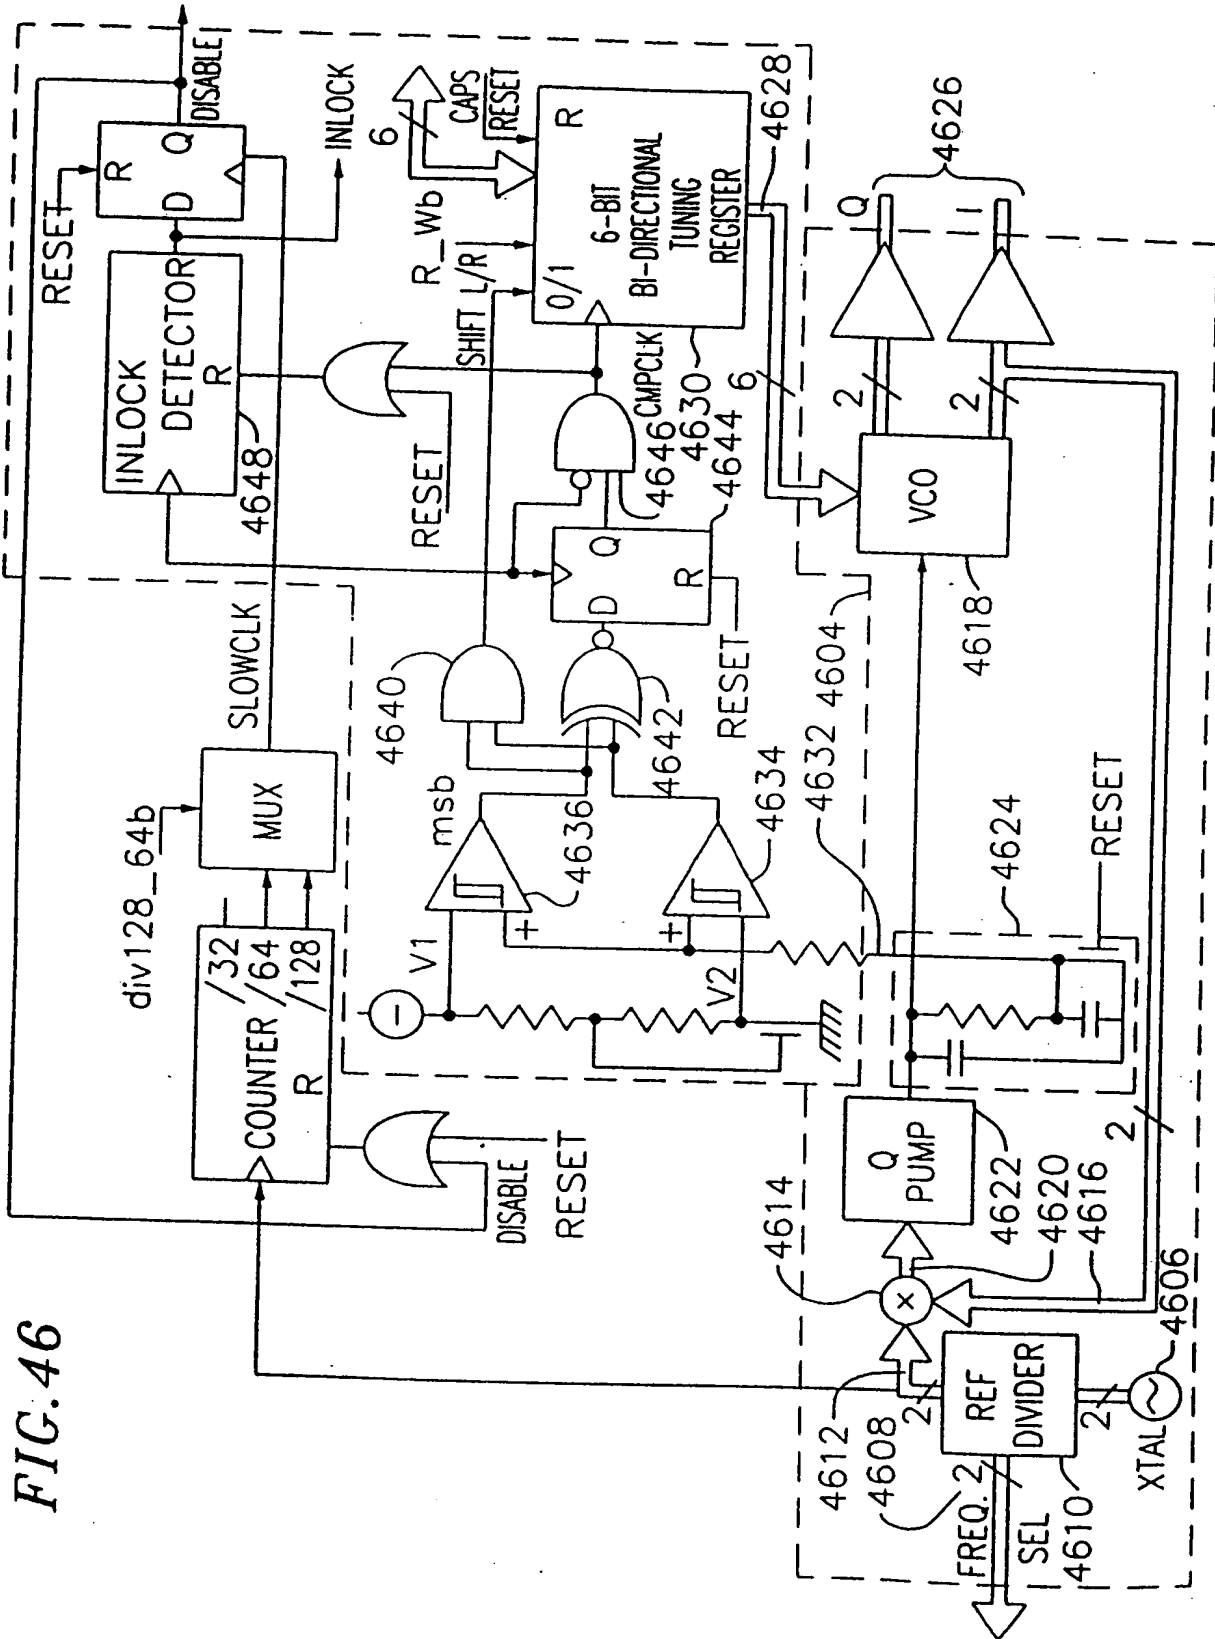 FIG. 46
DISABLE
RESET
R
D
Q
INLOCK
INLOCK
DETECTOR
R
4648
RESET
SLOWCLK
div128_64b
MUX
COUNTER
/32
/64
/128
R
DISABLE
RESET
6
CAPS
RESET
R_Wb
SHIFT L/R
0/1
R
6-BIT
BI-DIRECTIONAL
TUNING
REGISTER
4628
CMPCLK
4646
4630
4644
D
Q
R
RESET
4640
4642
msb
4636
4634
V1
+
+
V2
4632
4604
4624
RESET
6
VCO
4618
2
2
Q
I
4626
Q
PUMP
4622
4620
4616
4614
2
×
4612
4608
2
REF
DIVIDER
FREQ.
SEL
2
4610
2
XTAL
4606